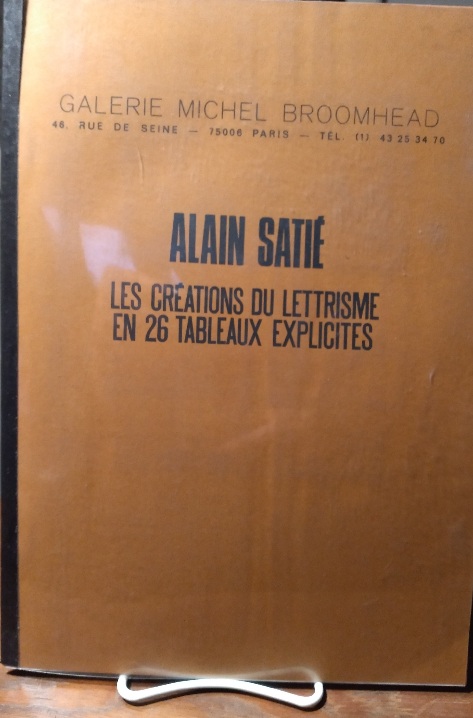 GALERIE MICHEL BROOMHEAD
46, RUE DE SEINE — 75006 PARIS — TÉL. (1) 43 25 34 70
ALAIN SATIÉ
LES CRÉATIONS DU LETTRISME
EN 26 TABLEAUX EXPLICITES